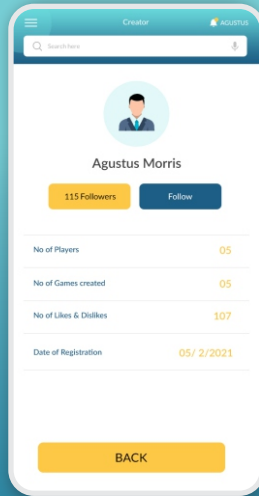 Creator
AGUSTUS
Search here
Agustus Morris
115 Followers
Follow
No of Players 05
No of Games created 05
No of Likes & Dislikes 107
Date of Registration 05/ 2/2021
BACK